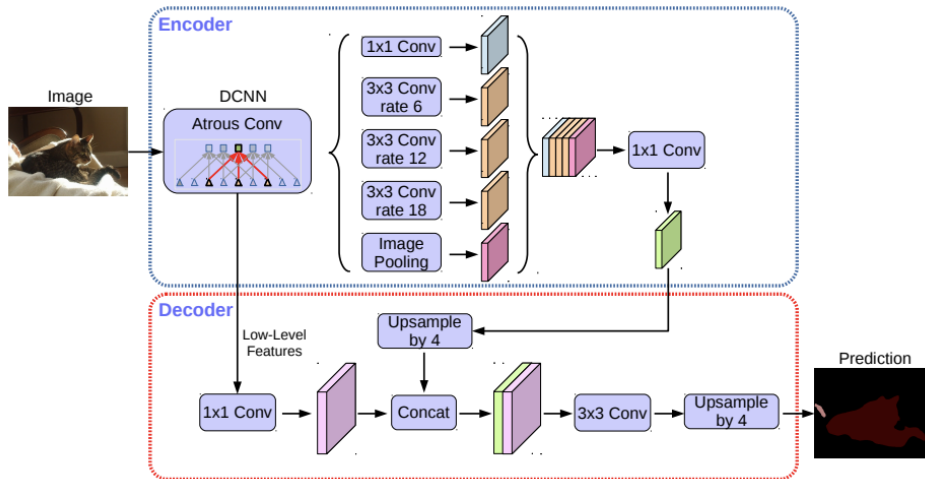 Encoder
Image
DCNN
Atrous Conv
1x1 Conv
3x3 Conv
rate 6
3x3 Conv
rate 12
3x3 Conv
rate 18
Image
Pooling
1x1 Conv
Decoder
Low-Level
Features
Upsample
by 4
1x1 Conv
Concat
3x3 Conv
Upsample
by 4
Prediction